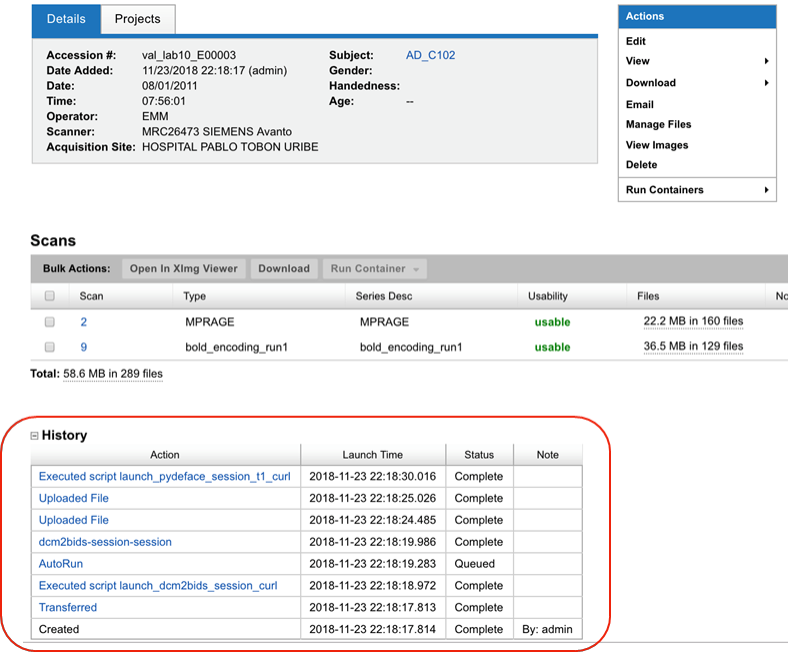 Details Projects
Accession #: val_lab10_E00003 Subject: AD_C102
Date Added: 11/23/2018 22:18:17 (admin) Gender:
Date: 08/01/2011 Handedness:
Time: 07:56:01 Age: --
Operator: EMM
Scanner: MRC26473 SIEMENS Avanto
Acquisition Site: HOSPITAL PABLO TOBON URIBE
Actions
Edit
View
Download
Email
Manage Files
View Images
Delete
Run Containers
Scans
Bulk Actions: Open In XImg Viewer Download Run Container
Scan Type Series Desc Usability Files No
2 MPRAGE MPRAGE usable 22.2 MB in 160 files
9 bold_encoding_run1 bold_encoding_run1 usable 36.5 MB in 129 files
Total: 58.6 MB in 289 files
History
Action Launch Time Status Note
Executed script launch_pydeface_session_t1_curl 2018-11-23 22:18:30.016 Complete
Uploaded File 2018-11-23 22:18:25.026 Complete
Uploaded File 2018-11-23 22:18:24.485 Complete
dcm2bids-session-session 2018-11-23 22:18:19.986 Complete
AutoRun 2018-11-23 22:18:19.283 Queued
Executed script launch_dcm2bids_session_curl 2018-11-23 22:18:18.972 Complete
Transferred 2018-11-23 22:18:17.813 Complete
Created 2018-11-23 22:18:17.814 Complete By: admin